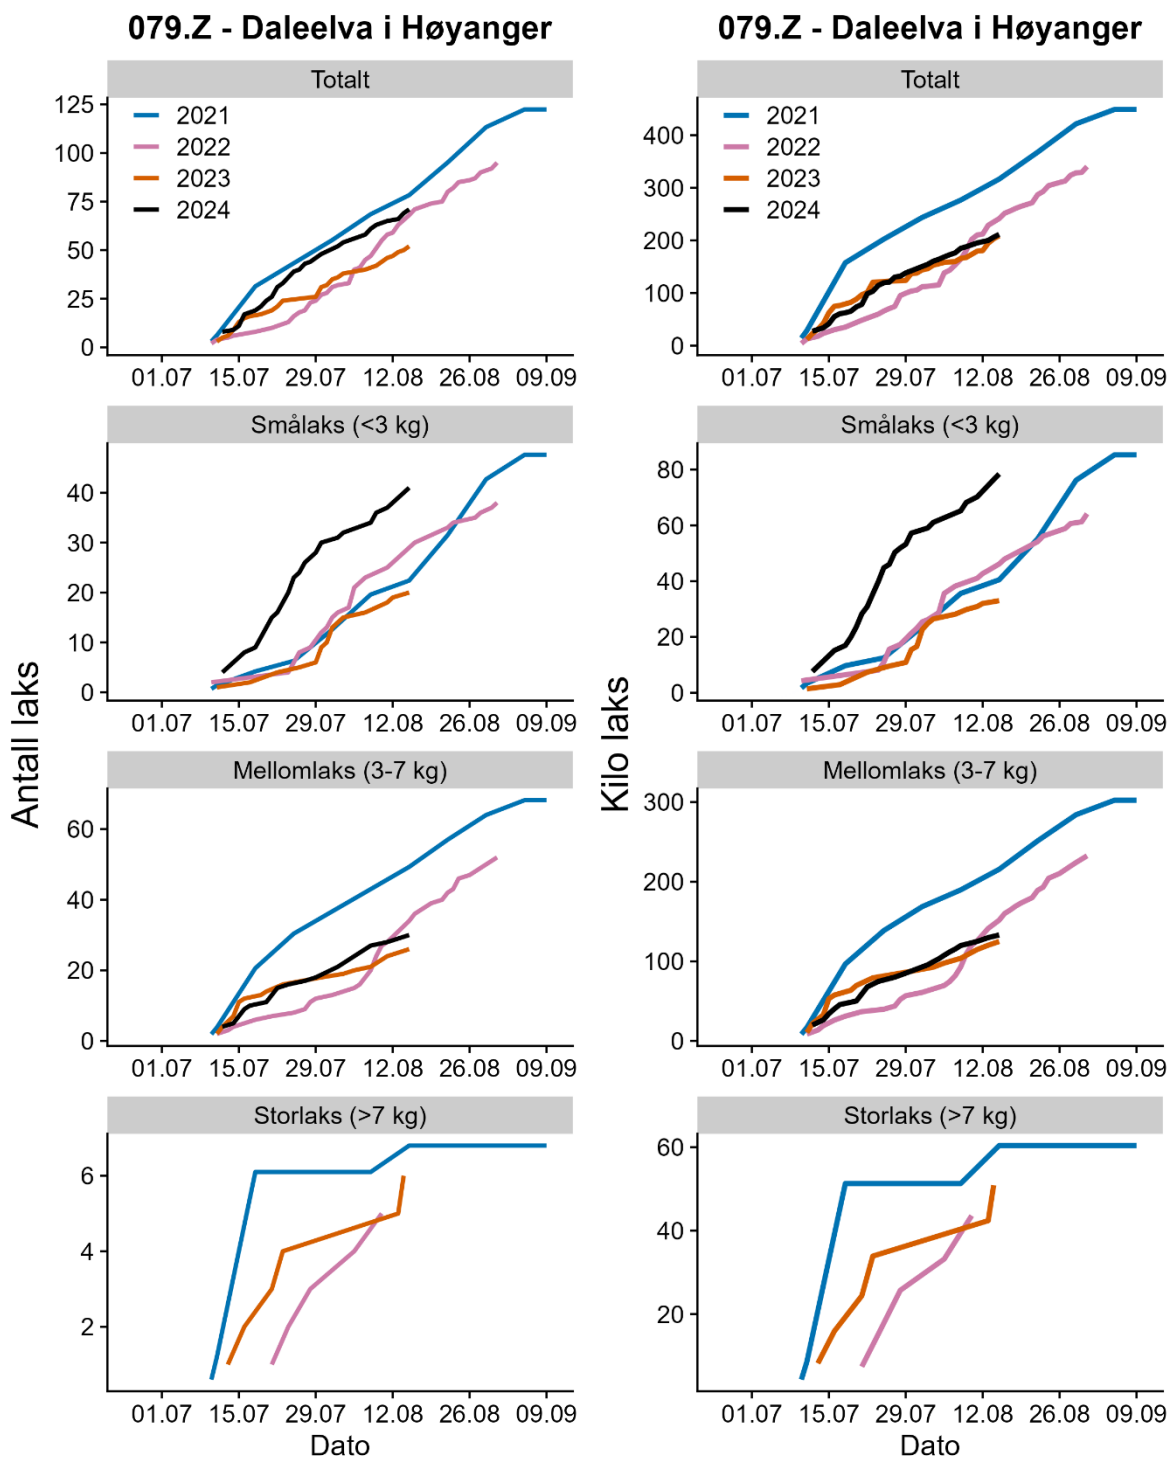 079.Z - Daleelva i Høyanger
Totalt
2021
2022
2023
2024
125
100
75
50
25
0
01.07 15.07 29.07 12.08 26.08 09.09
Smålaks (<3 kg)
40
30
20
10
0
01.07 15.07 29.07 12.08 26.08 09.09
Mellomlaks (3-7 kg)
60
40
20
0
01.07 15.07 29.07 12.08 26.08 09.09
Storlaks (>7 kg)
6
4
2
01.07 15.07 29.07 12.08 26.08 09.09
Dato
Antall laks
079.Z - Daleelva i Høyanger
Totalt
2021
2022
2023
2024
400
300
200
100
0
01.07 15.07 29.07 12.08 26.08 09.09
Smålaks (<3 kg)
80
60
40
20
0
01.07 15.07 29.07 12.08 26.08 09.09
Mellomlaks (3-7 kg)
300
200
100
0
01.07 15.07 29.07 12.08 26.08 09.09
Storlaks (>7 kg)
60
40
20
01.07 15.07 29.07 12.08 26.08 09.09
Dato
Kilo laks